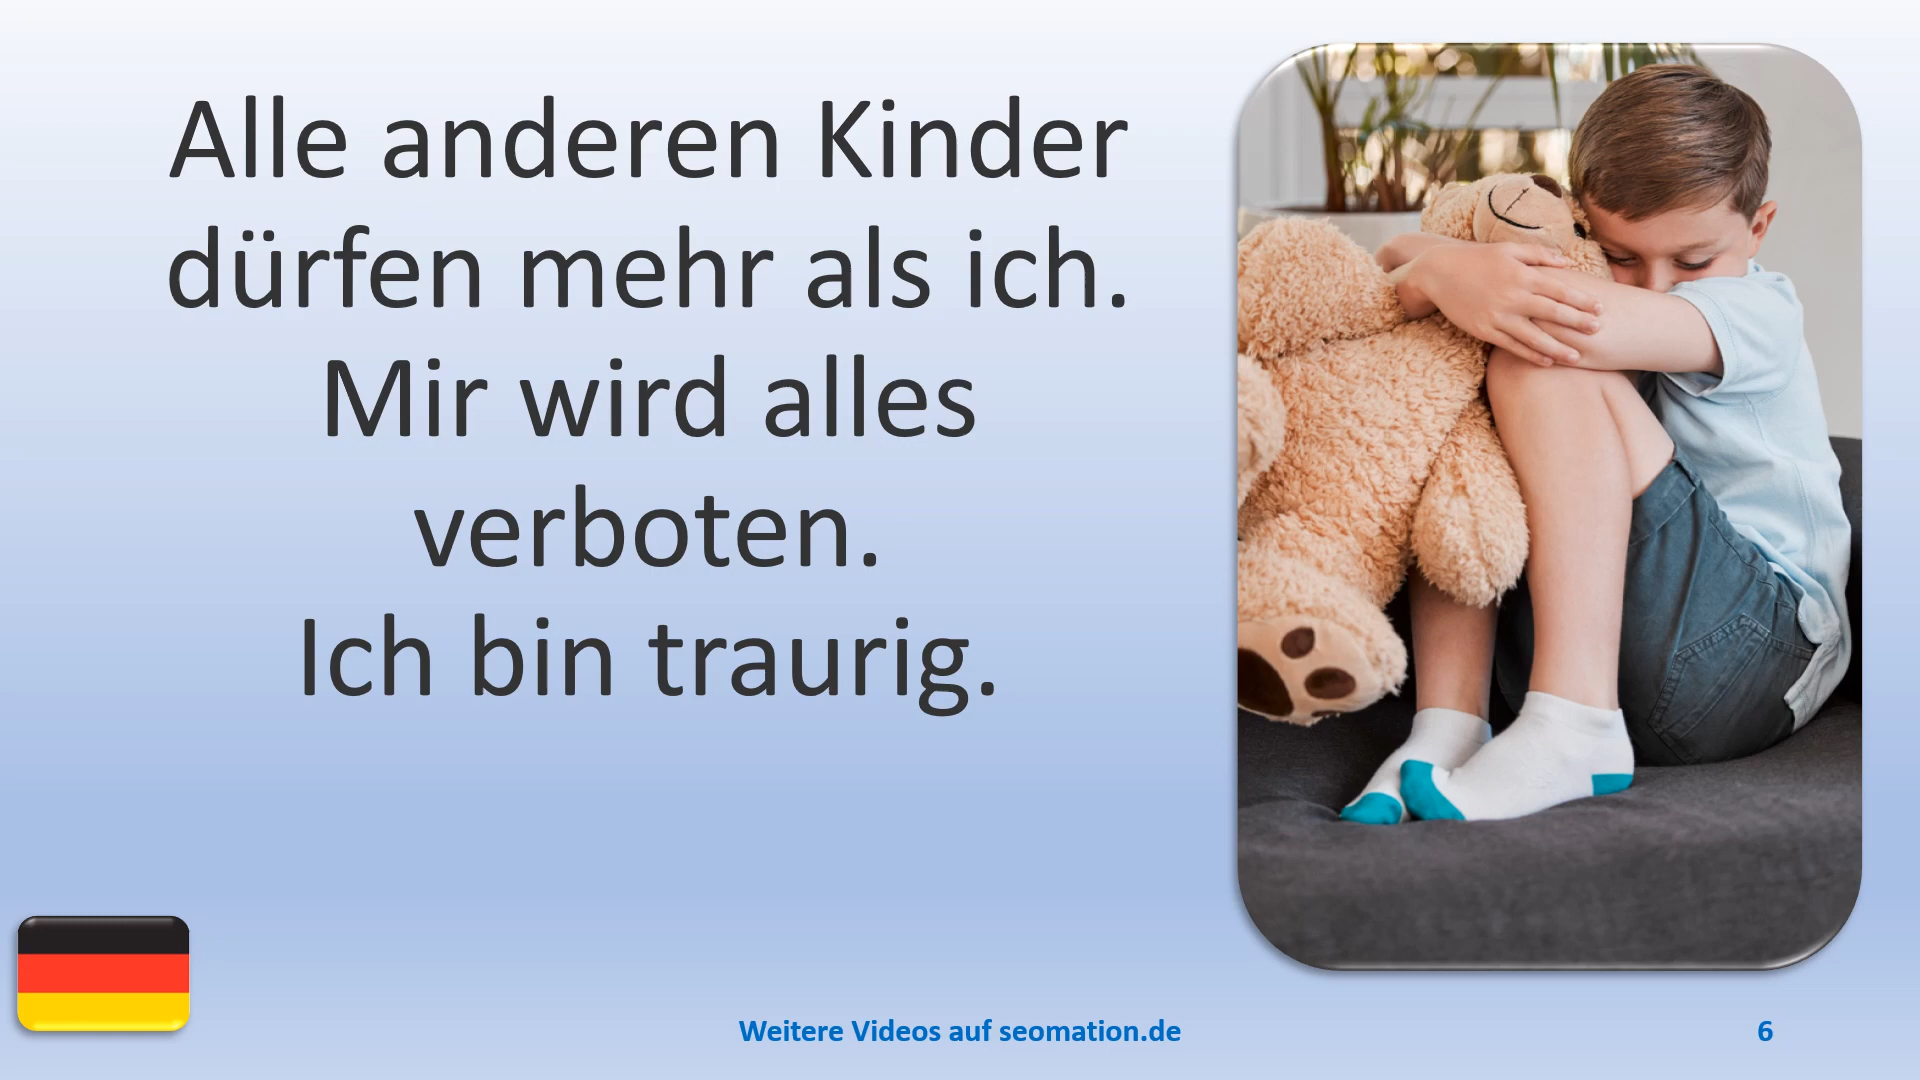 Alle anderen Kinder
dürfen mehr als ich.
Mir wird alles
verboten.
Ich bin traurig.
Weitere Videos auf seomation.de
6